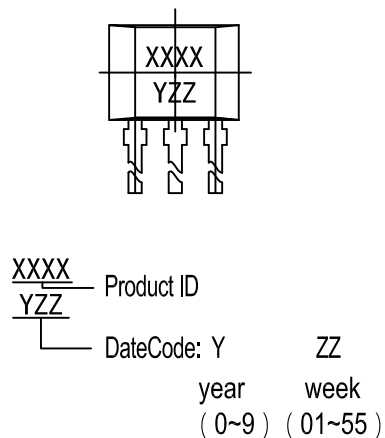 XXXX
YZZ
XXXX
Product ID
YZZ
DateCode: Y ZZ
year week
( 0~9 ) ( 01~55 )